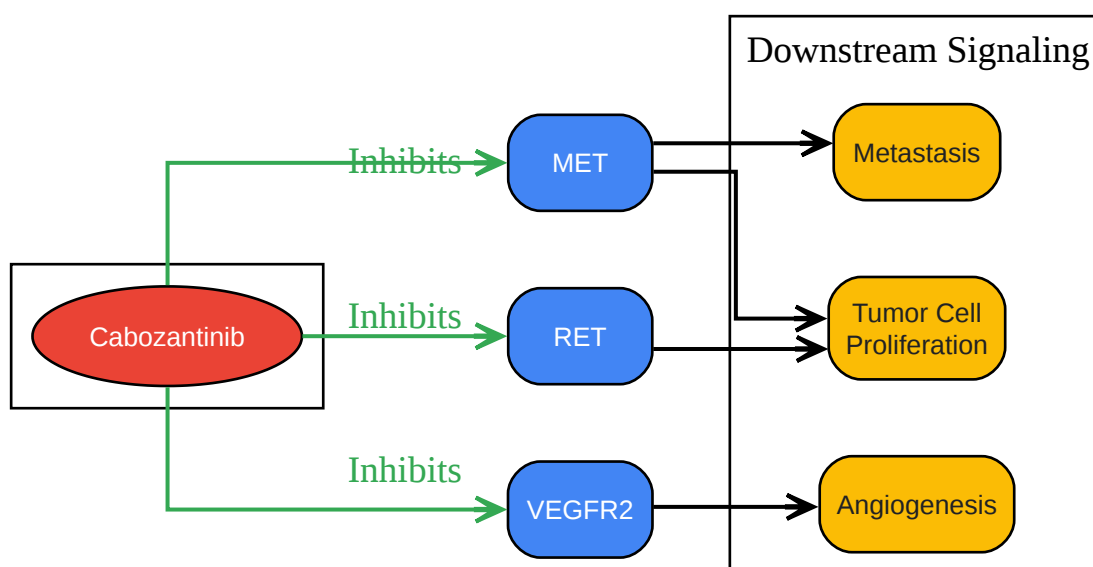 Downstream Signaling
Inhibits
MET
Metastasis
Cabozantinib
Inhibits
RET
Tumor Cell
Proliferation
Inhibits
VEGFR2
Angiogenesis